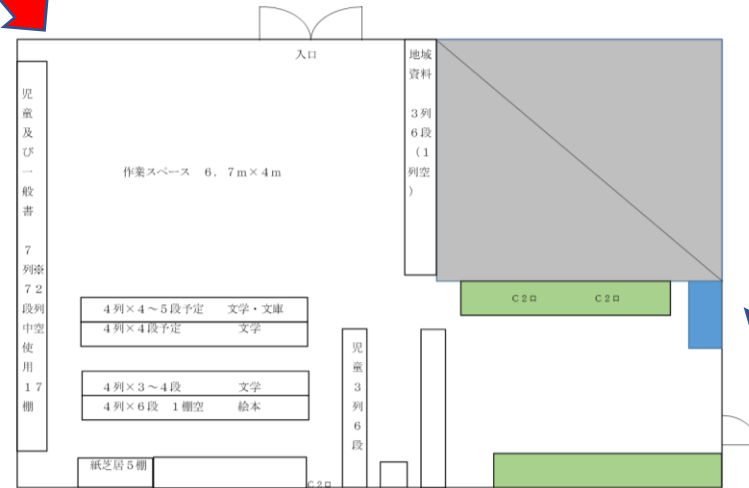 入口
地域
資料
３列
６段
（１
列空
）
児童及び一般書　７列７段中使用１７棚
※２列空
作業スペース　６．７ｍ×４ｍ
Ｃ２ロ　Ｃ２ロ
４列×４～５段予定　文学・文庫
４列×４段予定　文学
４列×３～４段　文学
４列×６段　１棚空　絵本
児童３列６段
紙芝居５棚
Ｃ２ロ